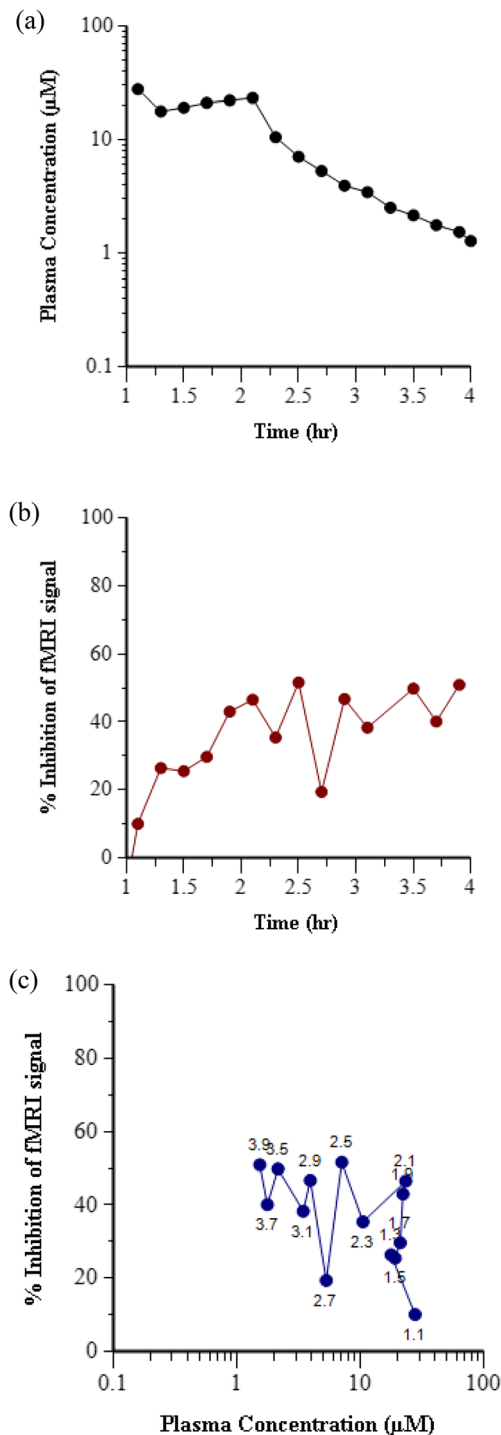 (a)
100
10
1
0.1
Plasma Concentration (µM)
1 1.5 2 2.5 3 3.5 4
Time (hr)
(b)
100
80
60
40
20
0
% Inhibition of fMRI signal
1 1.5 2 2.5 3 3.5 4
Time (hr)
(c)
100
80
60
40
20
0
% Inhibition of fMRI signal
3.9 3.5 2.9 2.5 2.1
1.9
3.7 3.1 2.3 1.3 1.7
2.7 1.5
1.1
0.1 1 10 100
Plasma Concentration (µM)